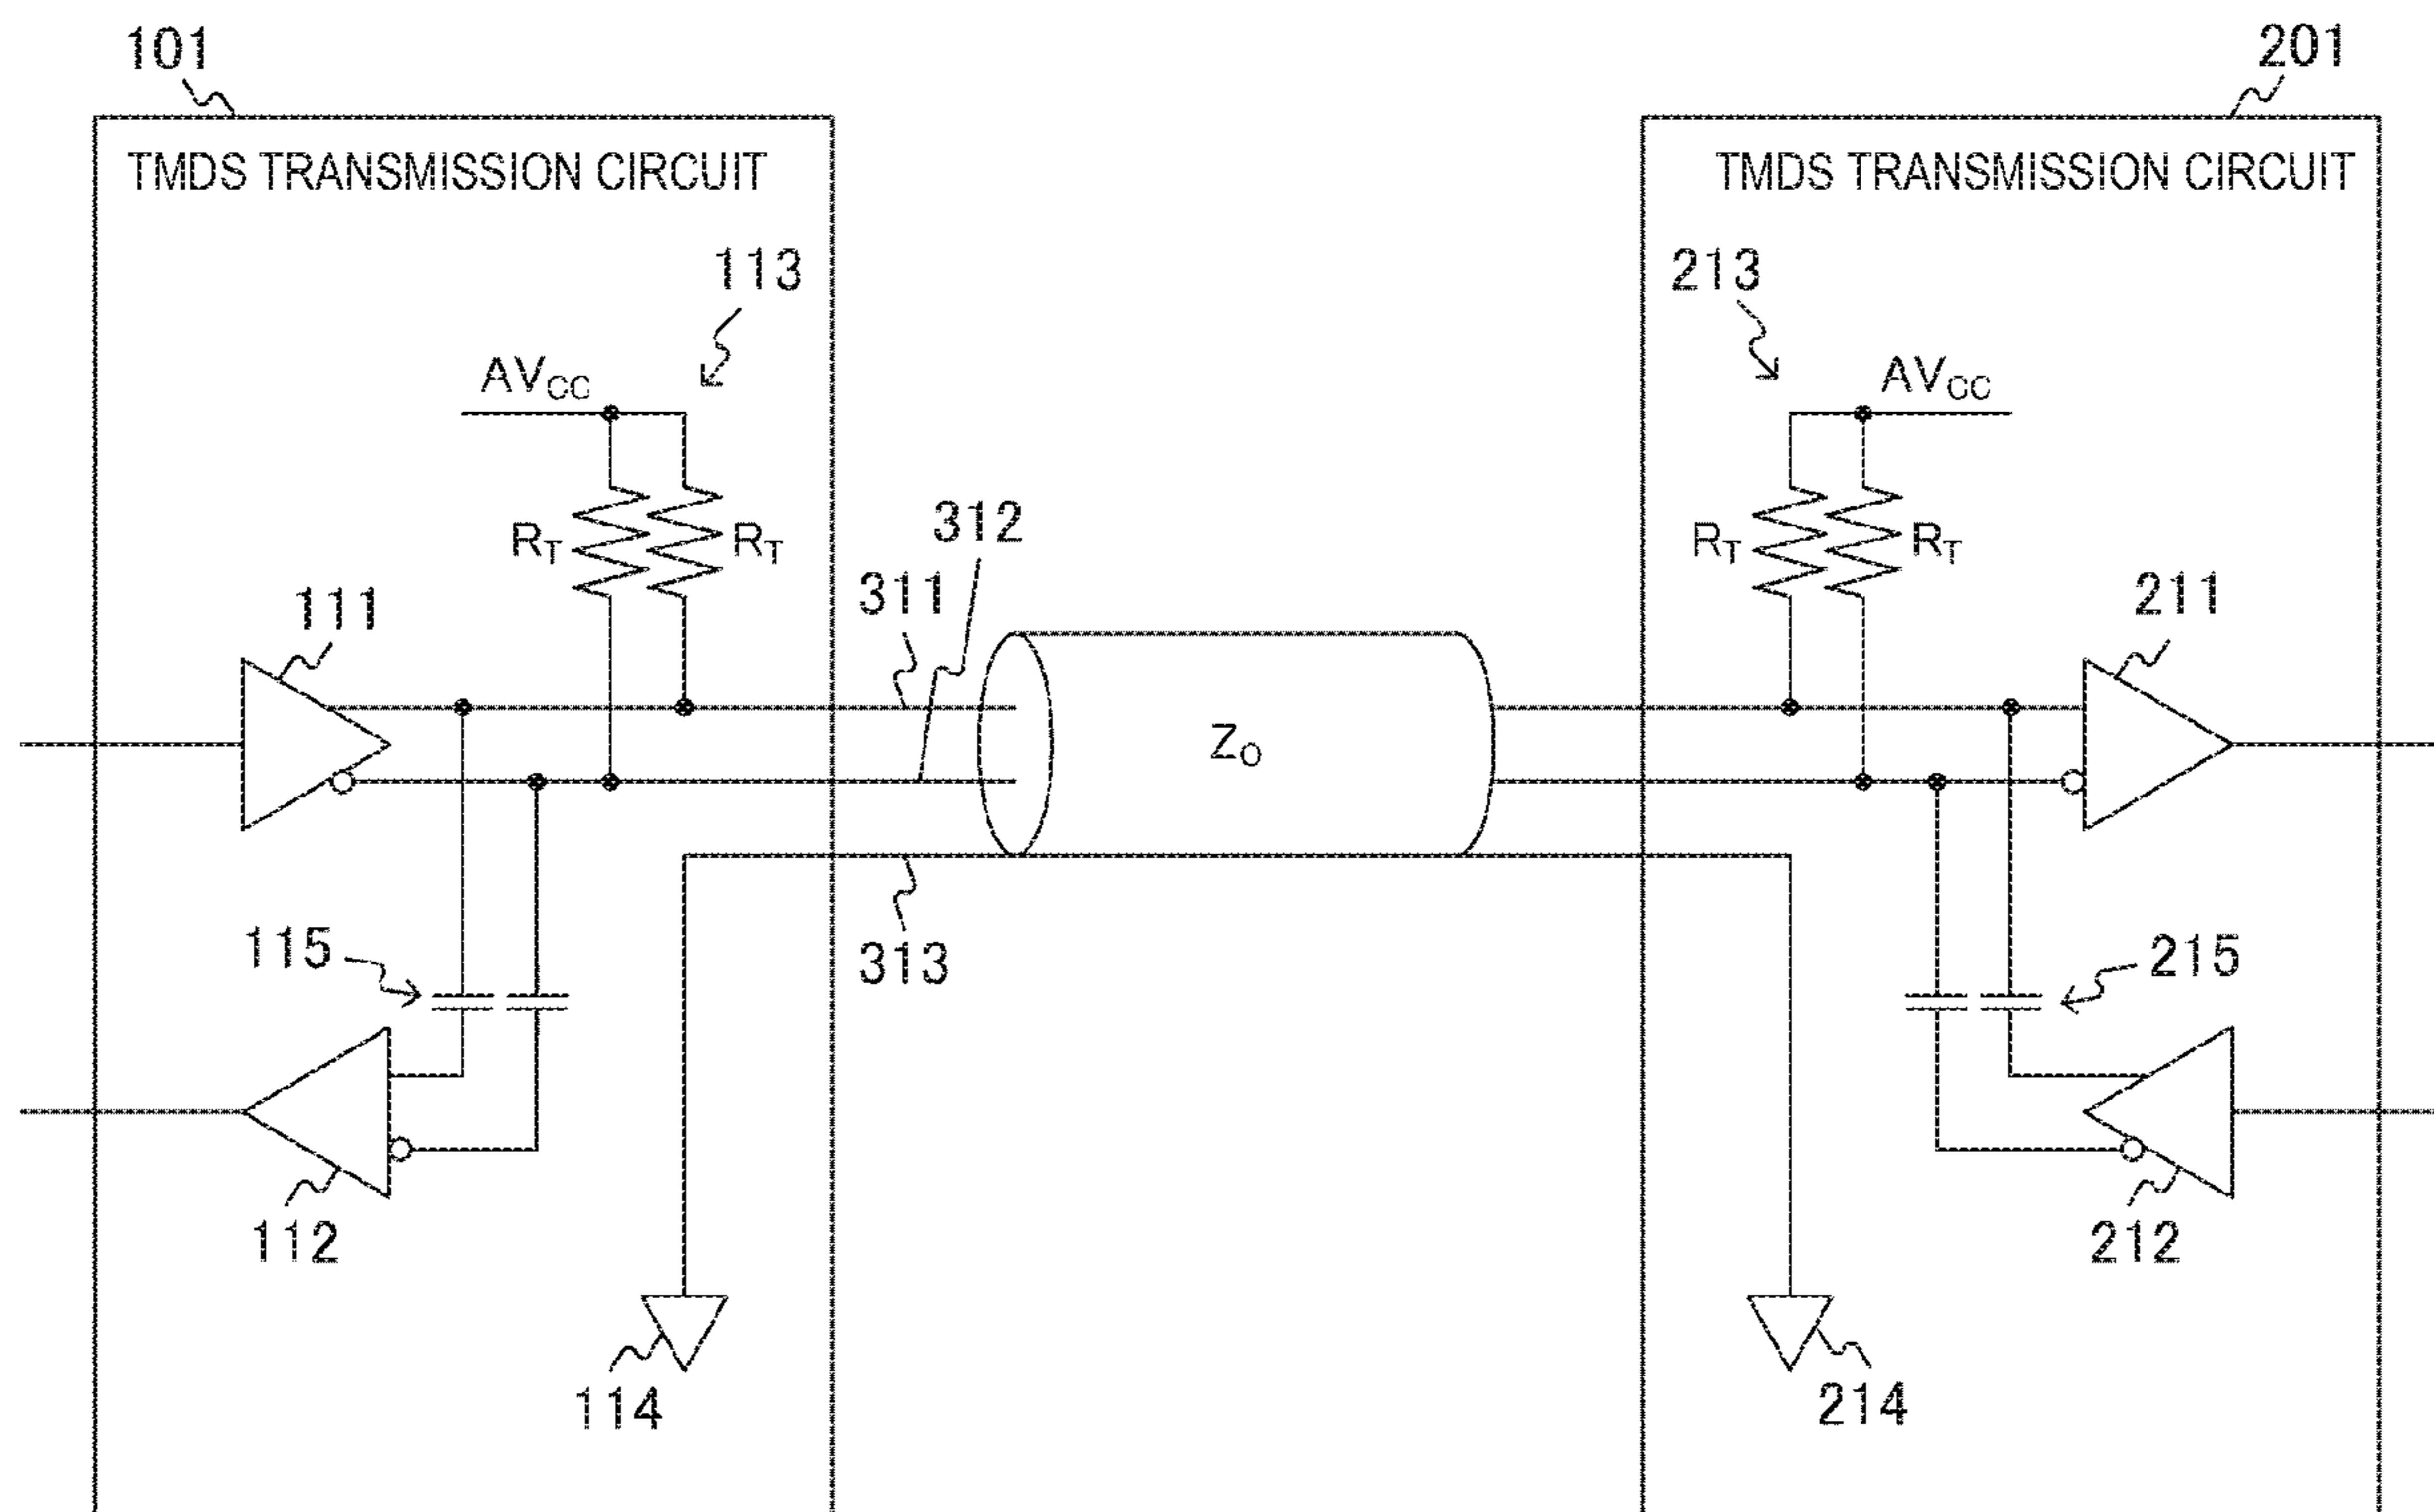 101
201
TMDS TRANSMISSION CIRCUIT
TMDS TRANSMISSION CIRCUIT
113
213
AVCC
AVCC
312
RT
RT
RT
RT
311
111
211
ZO
115
313
215
112
212
114
214